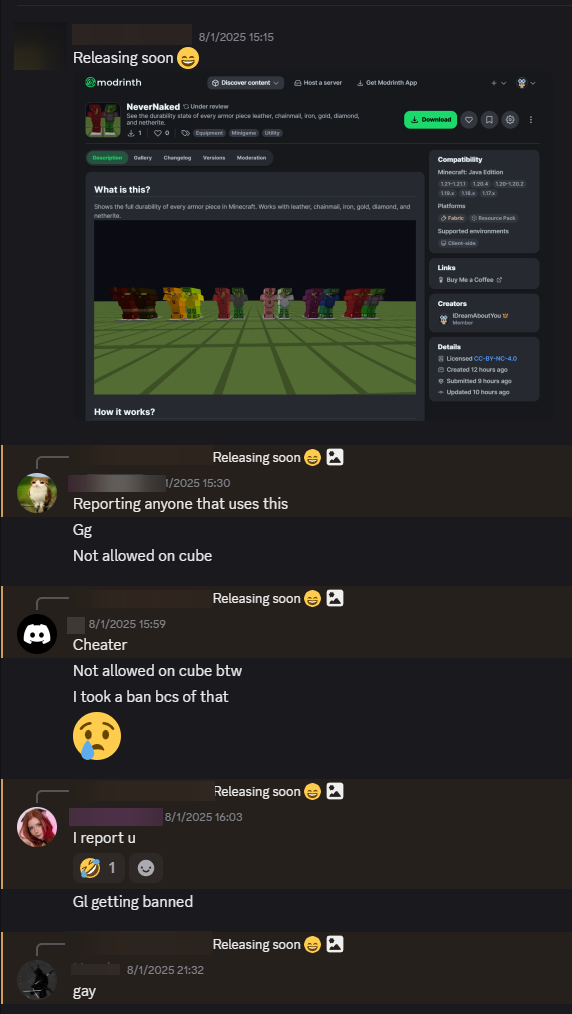 8/1/2025 15:15
Releasing soon 😄
modrinth
Discover content
Host a server
Get Modrinth App
NeverNaked Under review
See the durability state of every armor piece leather, chainmail, iron, gold, diamond,
and netherite.
1 0 Equipment Minigame Utility
Download
Description Gallery Changelog Versions Moderation
What is this?
Shows the full durability of every armor piece in Minecraft. Works with leather, chainmail, iron, gold, diamond, and
netherite.
How it works?
Compatibility
Minecraft: Java Edition
1.21–1.21.1 1.20.4 1.20–1.20.2
1.19.x 1.18.x 1.17.x
Platforms
Fabric Resource Pack
Supported environments
Client-side
Links
Buy Me a Coffee
Creators
IDreamAboutYou
Member
Details
Licensed CC-BY-NC-4.0
Created 12 hours ago
Submitted 9 hours ago
Updated 10 hours ago
Releasing soon 😄
1/2025 15:30
Reporting anyone that uses this
Gg
Not allowed on cube
Releasing soon 😄
8/1/2025 15:59
Cheater
Not allowed on cube btw
I took a ban bcs of that
😢
Releasing soon 😄
8/1/2025 16:03
I report u
🤣 1
Gl getting banned
Releasing soon 😄
8/1/2025 21:32
gay